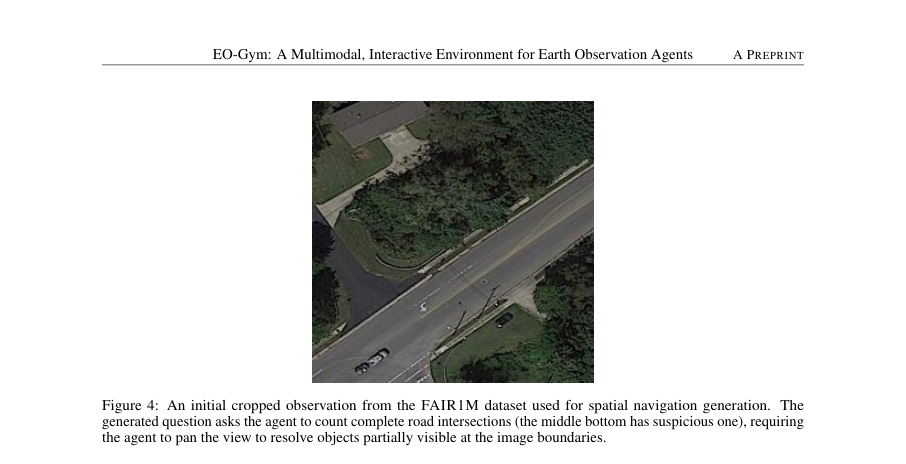 EO-Gym: A Multimodal, Interactive Environment for Earth Observation Agents A PREPRINT
Figure 4: An initial cropped observation from the FAIR1M dataset used for spatial navigation generation. The
generated question asks the agent to count complete road intersections (the middle bottom has suspicious one), requiring
the agent to pan the view to resolve objects partially visible at the image boundaries.